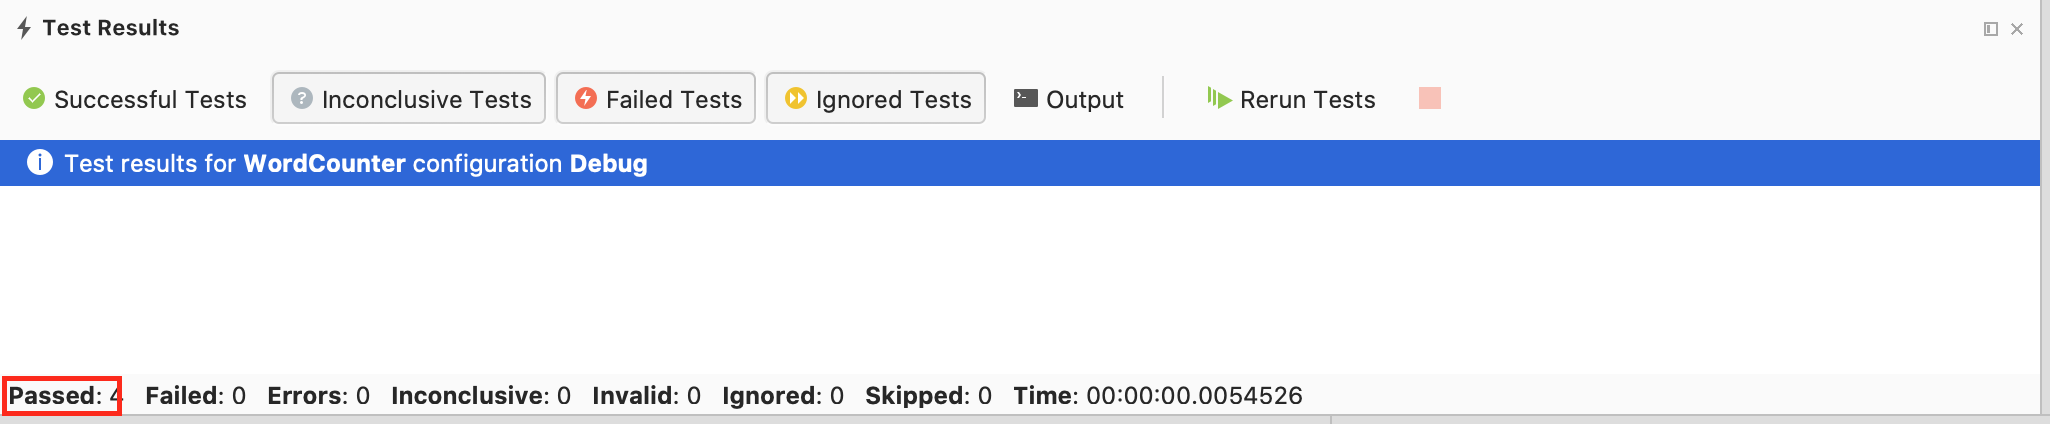 Test Results
Successful Tests Inconclusive Tests Failed Tests Ignored Tests Output Rerun Tests
Test results for WordCounter configuration Debug
Passed: 4 Failed: 0 Errors: 0 Inconclusive: 0 Invalid: 0 Ignored: 0 Skipped: 0 Time: 00:00:00.0054526